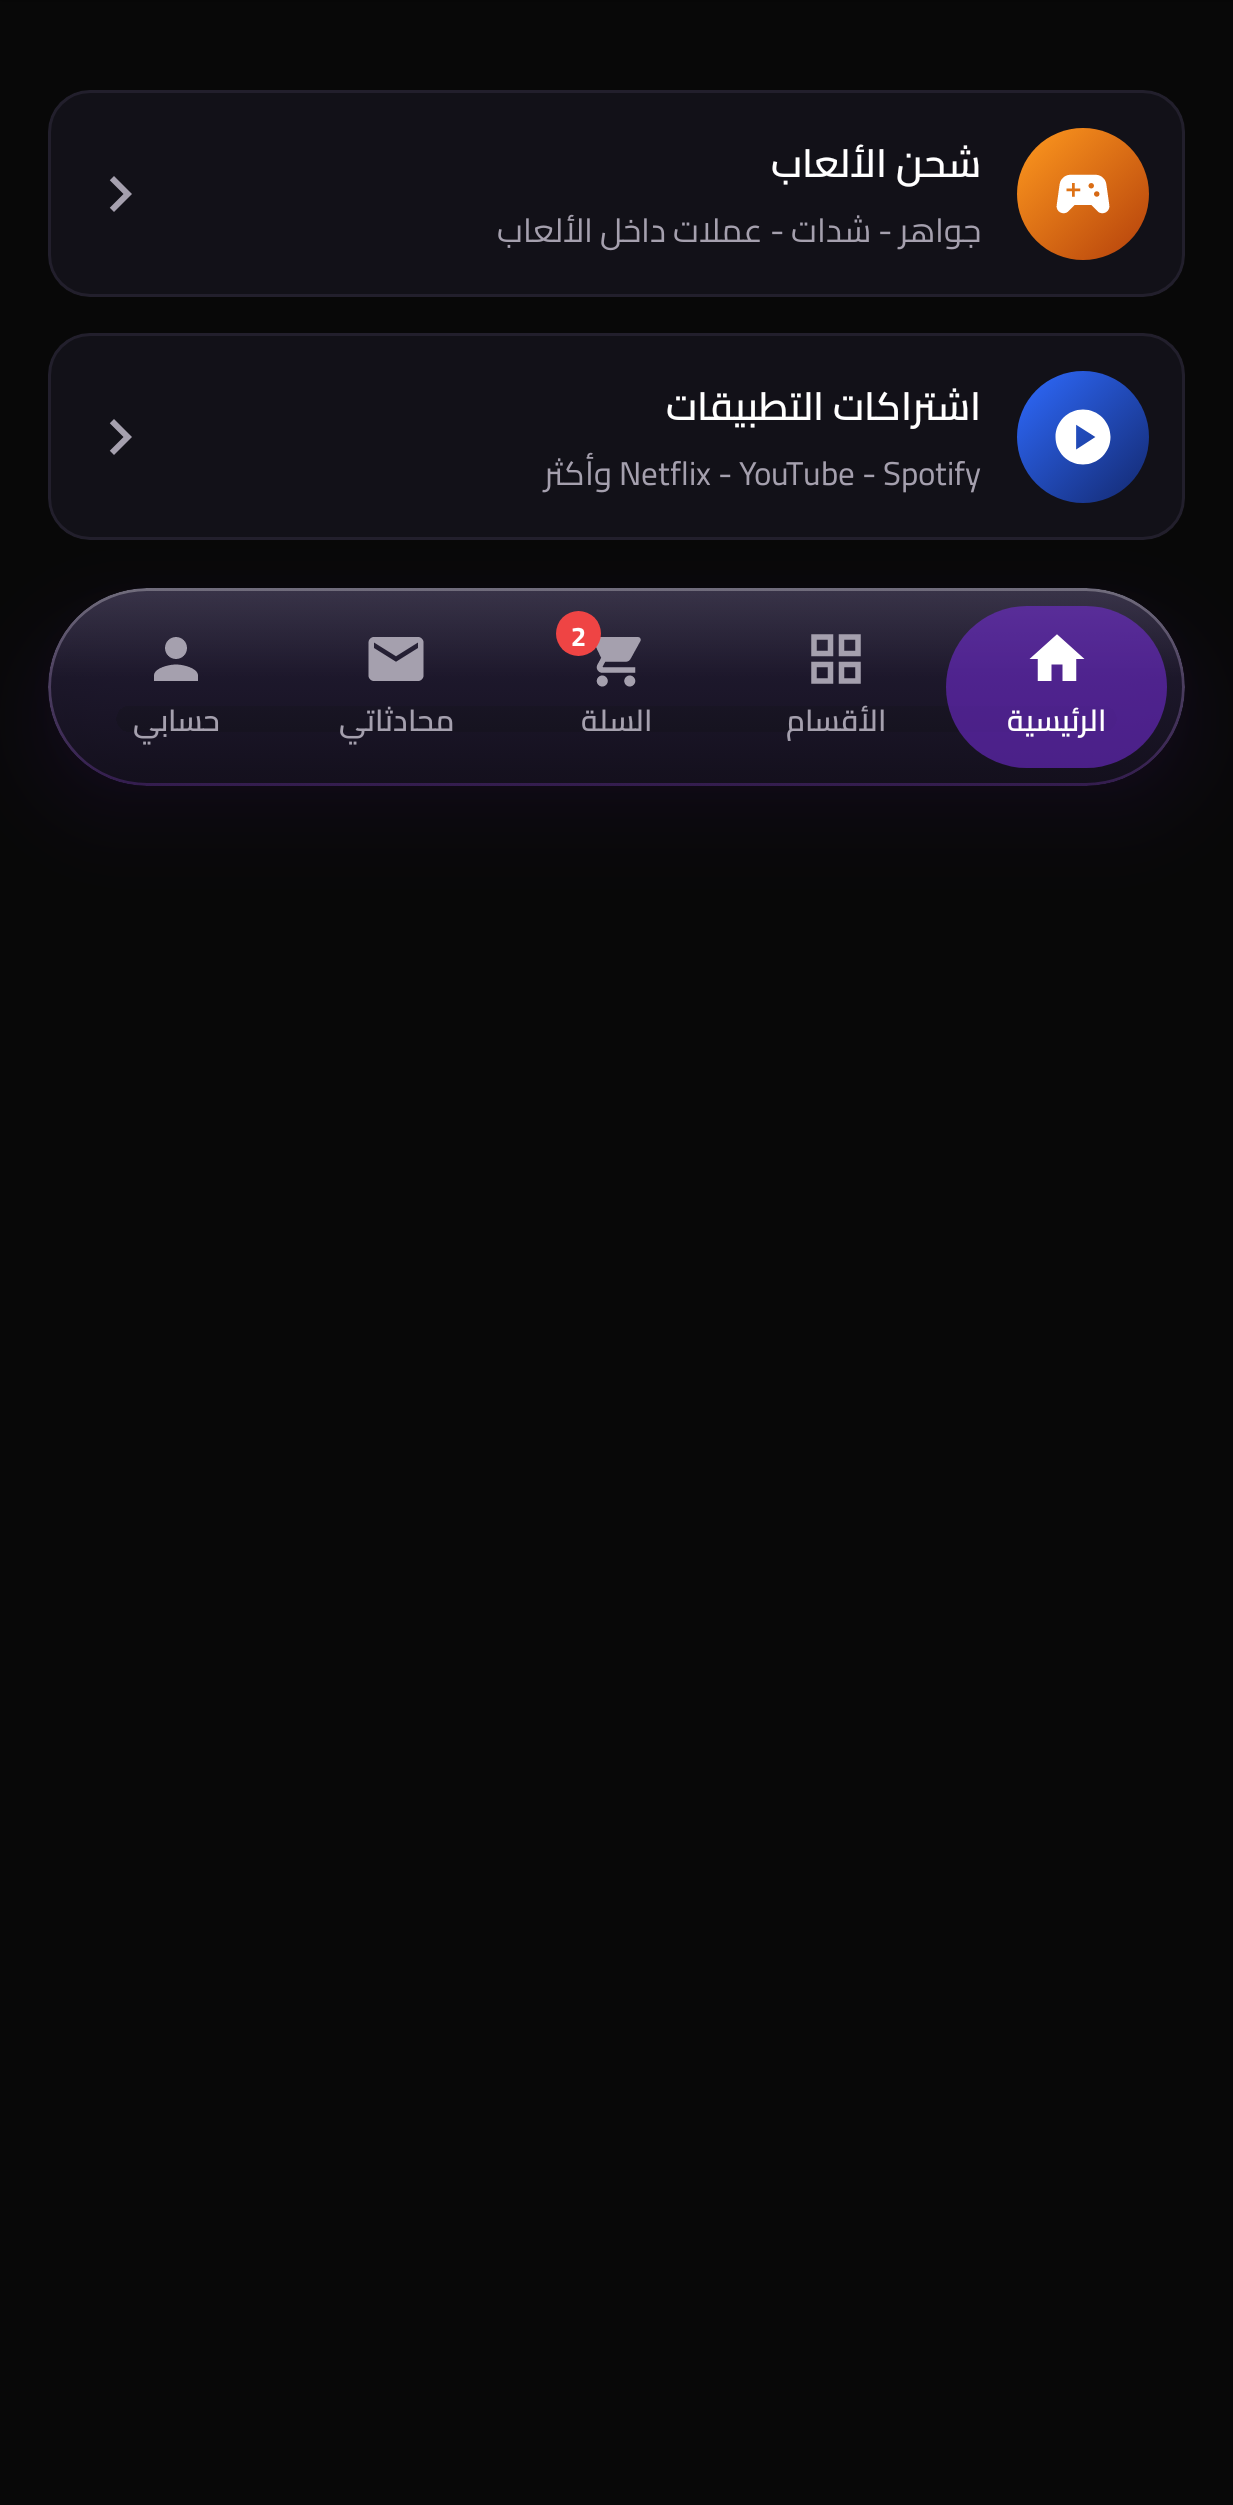 شحن الألعاب
جواهر - شدات - عملات داخل الألعاب
اشتراكات التطبيقات
Netflix - YouTube - Spotify وأكثر
الرئيسية
الأقسام
2
السلة
محادثاتي
حسابي